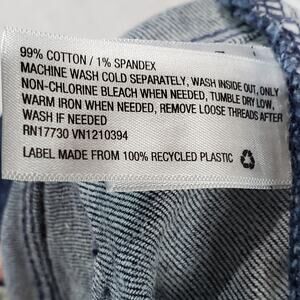 99% COTTON / 1% SPANDEX
MACHINE WASH COLD SEPARATELY, WASH INSIDE OUT, ONLY
NON-CHLORINE BLEACH WHEN NEEDED, TUMBLE DRY LOW,
WARM IRON WHEN NEEDED, REMOVE LOOSE THREADS AFTER
WASH IF NEEDED
RN17730 VN1210394
LABEL MADE FROM 100% RECYCLED PLASTIC